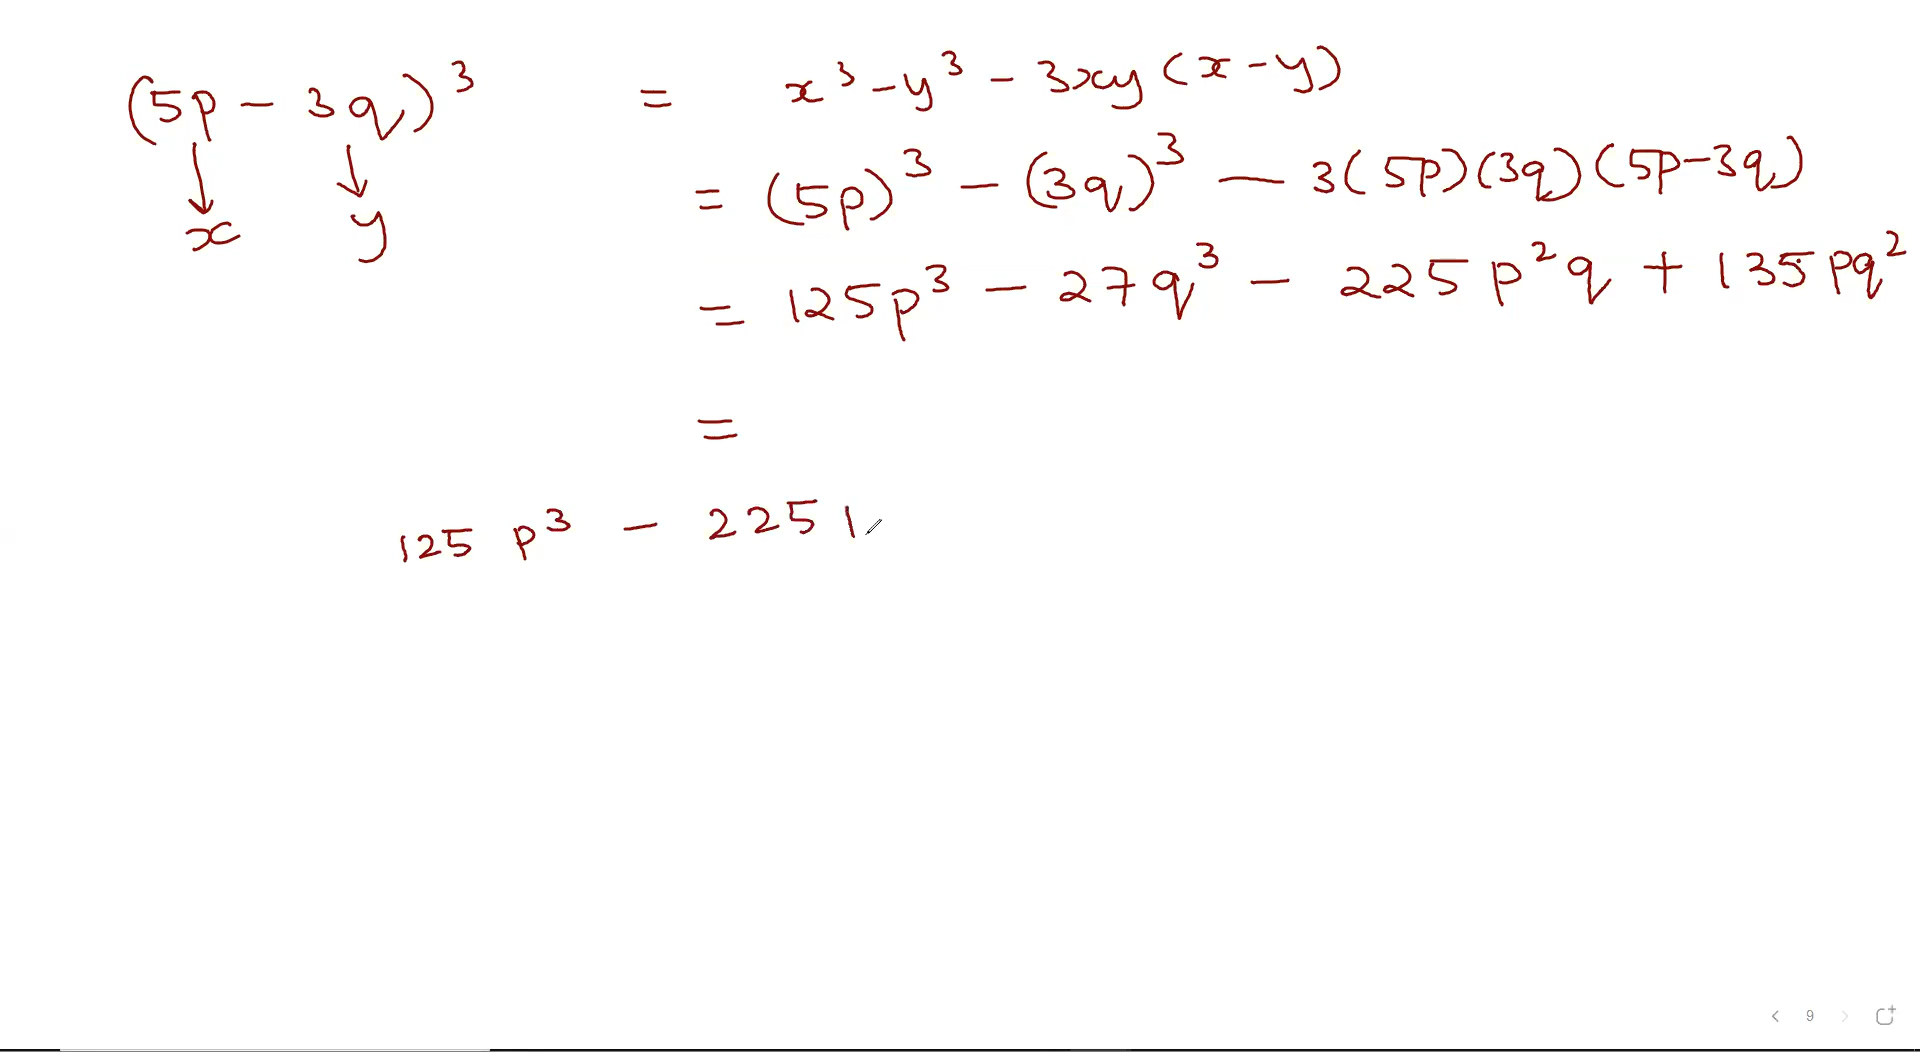 (5p - 3q)³ = x³ - y³ - 3xy (x - y)
x y
= (5p)³ - (3q)³ - 3(5p)(3q)(5p-3q)
= 125p³ - 27q³ - 225p²q + 135pq²
=
125 p³ - 225
9